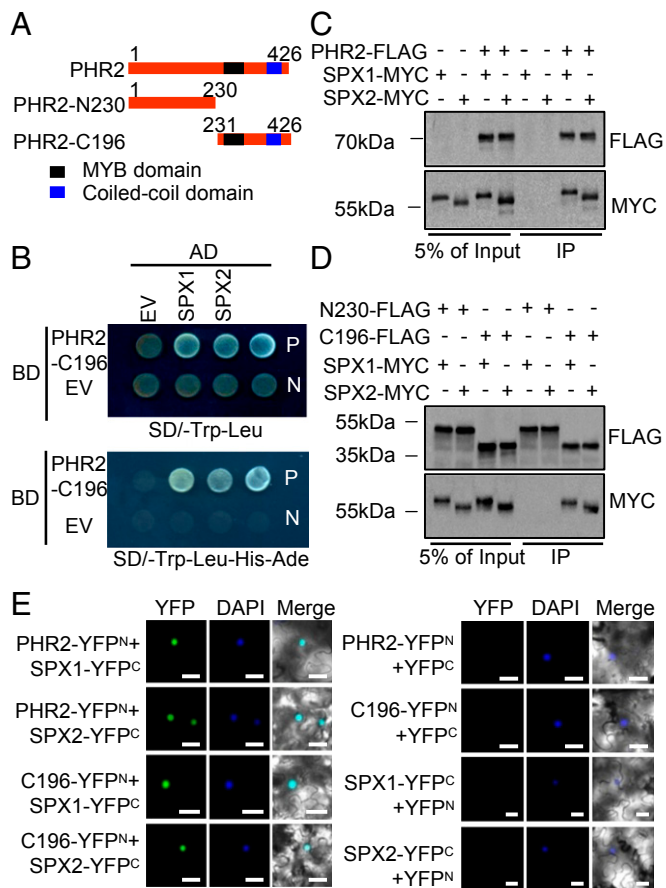 A
1 426
PHR2
1 230
PHR2-N230
231 426
PHR2-C196
MYB domain
Coiled-coil domain
B
AD
EV SPX1 SPX2
BD
PHR2
-C196
EV
P
N
SD/-Trp-Leu
BD
PHR2
-C196
EV
P
N
SD/-Trp-Leu-His-Ade
C
PHR2-FLAG - - + + - - + +
SPX1-MYC + - + - + - + -
SPX2-MYC - + - + - + - +
70kDa
FLAG
55kDa
MYC
5% of Input IP
D
N230-FLAG + + - - + + - -
C196-FLAG - - + + - - + +
SPX1-MYC + - + - + - + -
SPX2-MYC - + - + - + - +
55kDa
35kDa
FLAG
55kDa
MYC
5% of Input IP
E
YFP DAPI Merge
PHR2-YFPᴺ+
SPX1-YFPᶜ
PHR2-YFPᴺ+
SPX2-YFPᶜ
C196-YFPᴺ+
SPX1-YFPᶜ
C196-YFPᴺ+
SPX2-YFPᶜ
YFP DAPI Merge
PHR2-YFPᴺ
+YFPᶜ
C196-YFPᴺ
+YFPᶜ
SPX1-YFPᶜ
+YFPᴺ
SPX2-YFPᶜ
+YFPᴺ